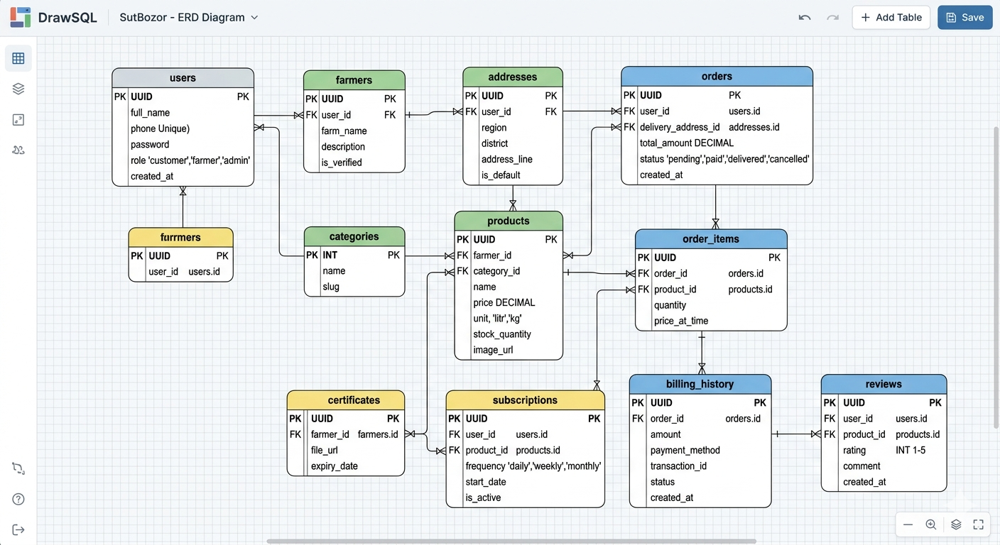 DrawSQL
SutBozor - ERD Diagram
Add Table
Save
users
PK UUID PK
full_name
phone Unique)
password
role 'customer','farmer','admin'
created_at
farmers
PK UUID PK
FK user_id FK
farm_name
description
is_verified
addresses
PK UUID PK
FK user_id FK
region
district
address_line
is_default
orders
PK UUID PK
FK user_id users.id
FK delivery_address_id addresses.id
total_amount DECIMAL
status 'pending','paid','delivered','cancelled'
created_at
furrmers
PK UUID PK
user_id users.id
categories
PK INT PK
name
slug
products
PK UUID PK
FK farmer_id
FK category_id
name
price DECIMAL
unit, 'litr','kg'
stock_quantity
image_url
order_items
PK UUID PK
FK order_id orders.id
FK product_id products.id
quantity
price_at_time
certificates
PK UUID PK
FK farmer_id farmers.id
file_url
expiry_date
subscriptions
PK UUID PK
FK user_id users.id
FK product_id products.id
frequency 'daily','weekly','monthly'
start_date
is_active
billing_history
PK UUID PK
FK order_id orders.id
amount
payment_method
transaction_id
status
created_at
reviews
PK UUID PK
FK user_id users.id
FK product_id products.id
rating INT 1-5
comment
created_at